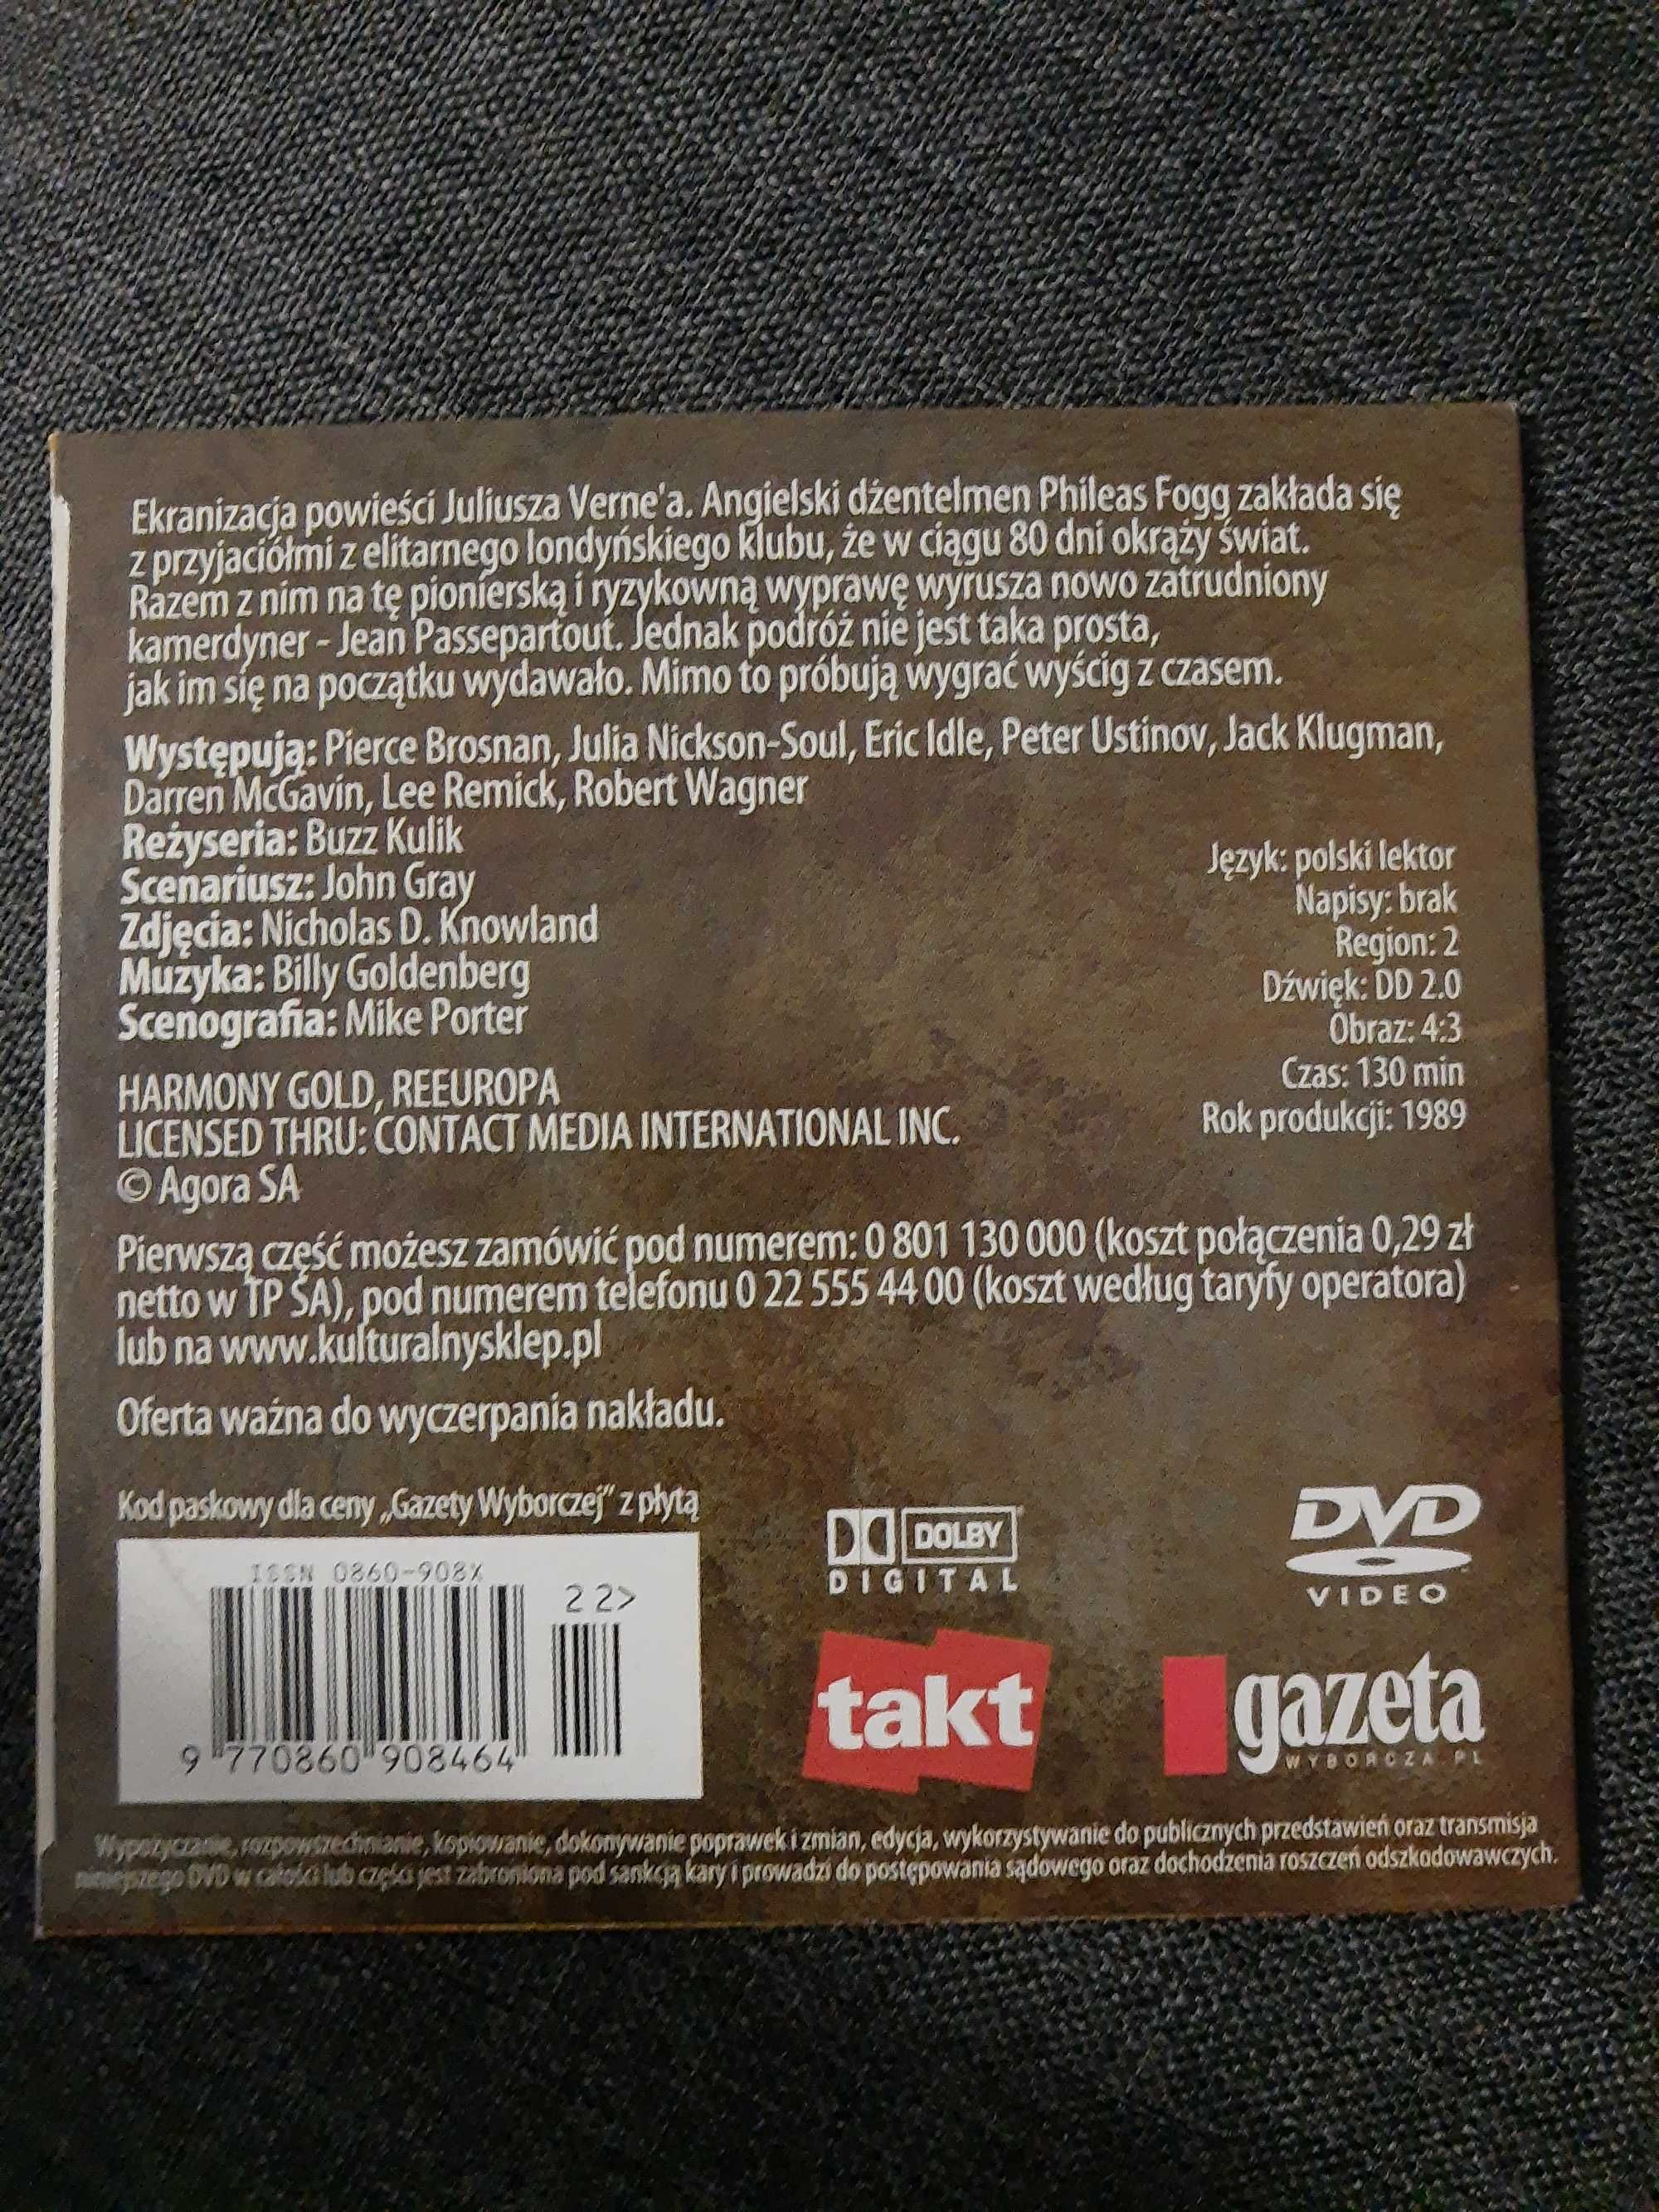 Ekranizacja powieści Juliusza Verne'a. Angielski dżentelmen Phileas Fogg zakłada się
z przyjaciółmi z elitarnego londyńskiego klubu, że w ciągu 80 dni okrąży świat.
Razem z nim na tę pionierską i ryzykowną wyprawę wyrusza nowo zatrudniony
kamerdyner - Jean Passepartout. Jednak podróż nie jest taka prosta,
jak im się na początku wydawało. Mimo to próbują wygrać wyścig z czasem.
Występują: Pierce Brosnan, Julia Nickson-Soul, Eric Idle, Peter Ustinov, Jack Klugman,
Darren McGavin, Lee Remick, Robert Wagner
Reżyseria: Buzz Kulik
Scenariusz: John Gray
Zdjęcia: Nicholas D. Knowland
Muzyka: Billy Goldenberg
Scenografia: Mike Porter
Język: polski lektor
Napisy: brak
Region: 2
Dźwięk: DD 2.0
Obraz: 4:3
Czas: 130 min
Rok produkcji: 1989
HARMONY GOLD, REEUROPA
LICENSED THRU: CONTACT MEDIA INTERNATIONAL INC.
© Agora SA
Pierwszą część możesz zamówić pod numerem: 0 801 130 000 (koszt połączenia 0,29 zł
netto w TP SA), pod numerem telefonu 0 22 555 44 00 (koszt według taryfy operatora)
lub na www.kulturalnysklep.pl
Oferta ważna do wyczerpania nakładu.
Kod paskowy dla ceny „Gazety Wyborczej” z płytą
ISSN 0860-908X
2 2>
9 770860 908464
DOLBY
DIGITAL
DVD
VIDEO
takt
gazeta
WYBORCZA.PL
Wypożyczanie, rozpowszechnianie, kopiowanie, dokonywanie poprawek i zmian, edycja, wykorzystywanie do publicznych przedstawień oraz transmisja
niniejszego DVD w całości lub części jest zabroniona pod sankcją kary i prowadzi do postępowania sądowego oraz dochodzenia roszczeń odszkodowawczych.